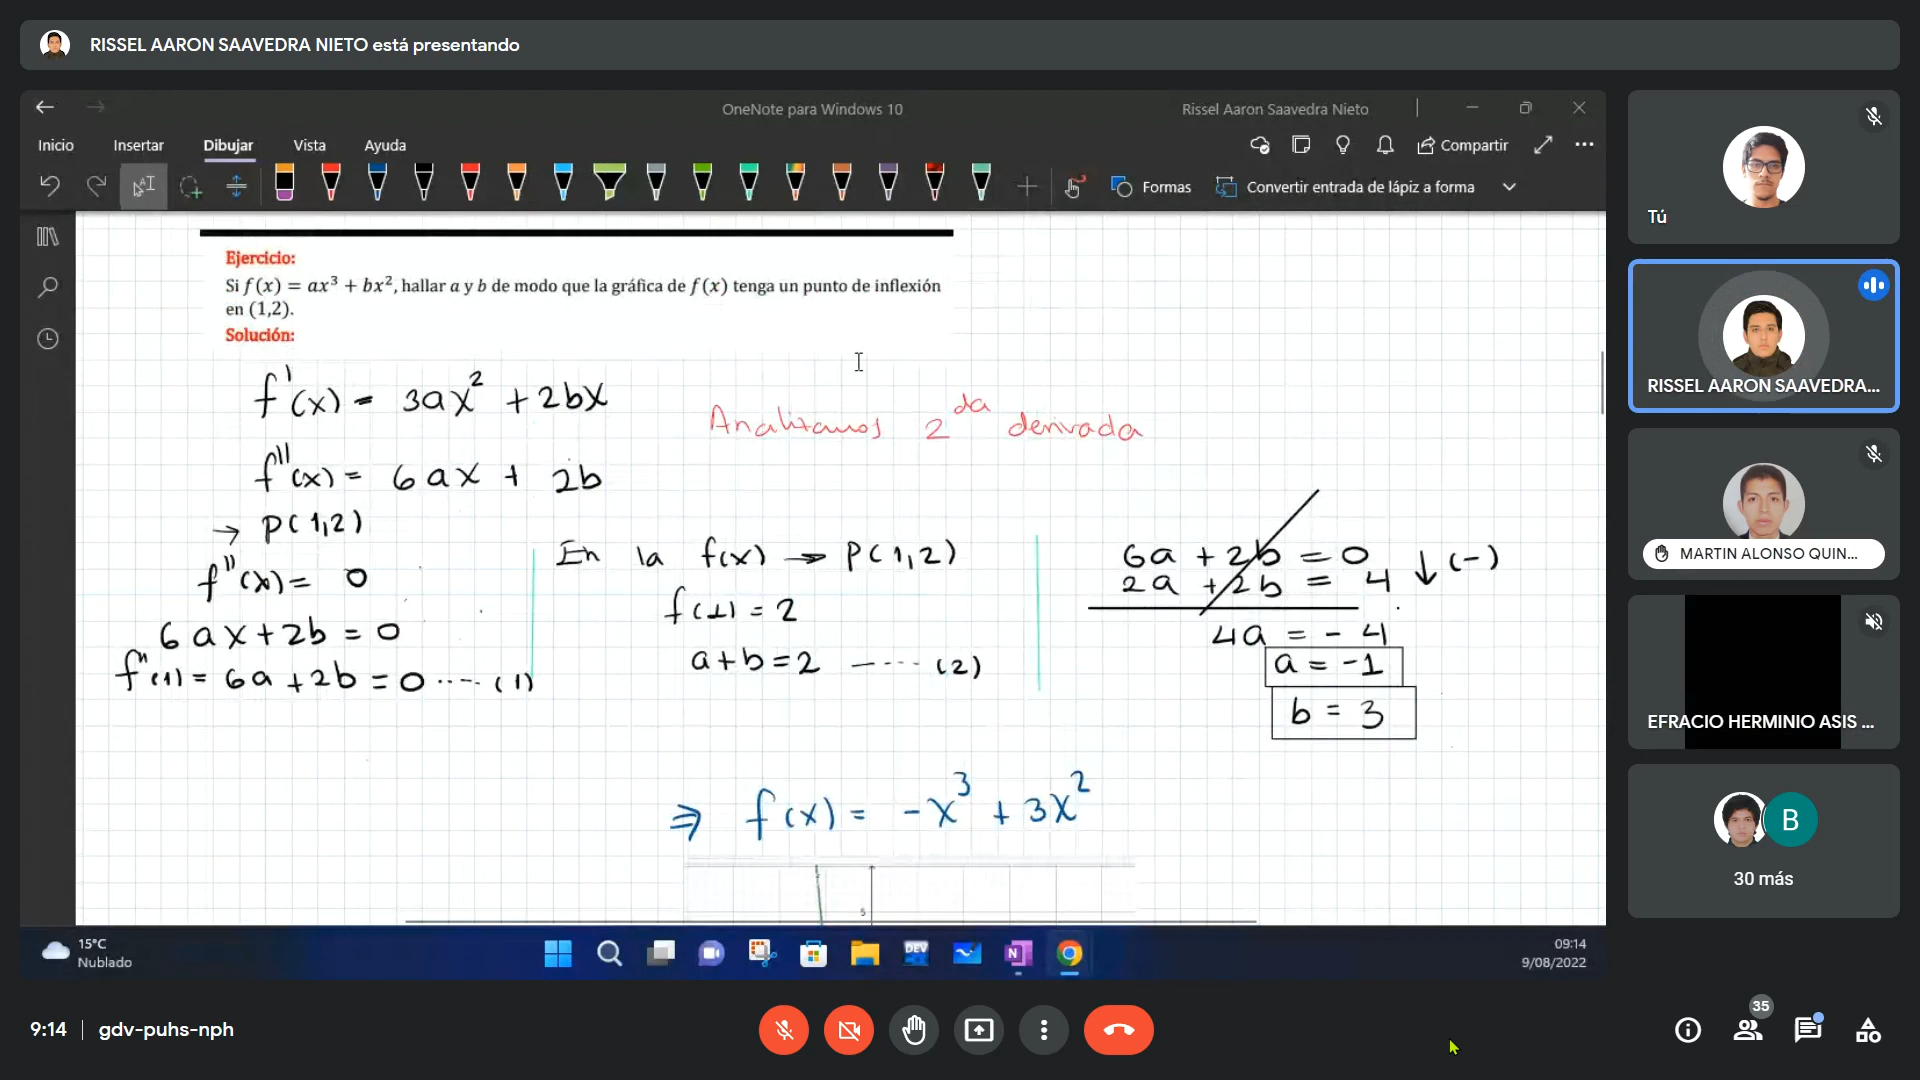 RISSEL AARON SAAVEDRA NIETO está presentando
OneNote para Windows 10
Rissel Aaron Saavedra Nieto
Inicio Insertar Dibujar Vista Ayuda
Compartir
Formas
Convertir entrada de lápiz a forma
Ejercicio:
Si f(x) = ax³ + bx², hallar a y b de modo que la gráfica de f(x) tenga un punto de inflexión
en (1,2).
Solución:
f'(x) = 3ax² + 2bx
Analizamos 2da derivada
f''(x) = 6ax + 2b
→ P(1,2)
f''(x) = 0
6ax+2b = 0
f''(1) = 6a+2b = 0 ····· (1)
En la f(x) → P(1,2)
f(1) = 2
a+b=2 ····· (2)
6a + 2b = 0
2a + 2b = 4 ↓(-)
4a = -4
a = -1
b = 3
⇒ f(x) = -x³ + 3x²
5
15°C
Nublado
DEV
N
09:14
9/08/2022
Tú
RISSEL AARON SAAVEDRA...
MARTIN ALONSO QUIN...
EFRACIO HERMINIO ASIS ...
B
30 más
9:14 | gdv-puhs-nph
35